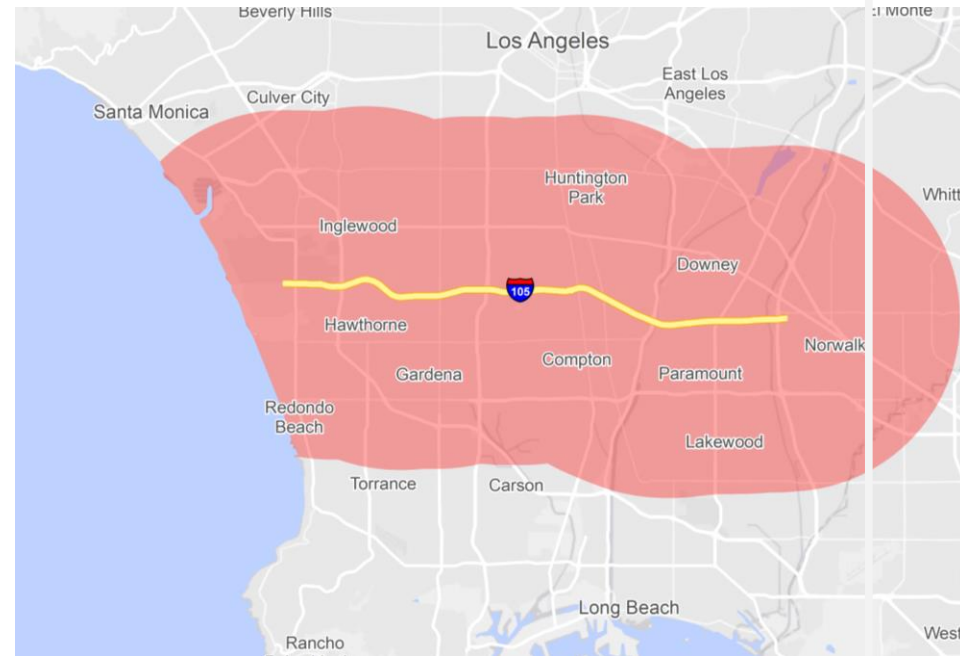 Beverly Hills
El Monte
Los Angeles
East Los
Angeles
Culver City
Santa Monica
Huntington
Park
Whitt
Inglewood
Downey
105
Hawthorne
Norwalk
Compton
Gardena
Paramount
Redondo
Beach
Lakewood
Torrance
Carson
Long Beach
West
Rancho